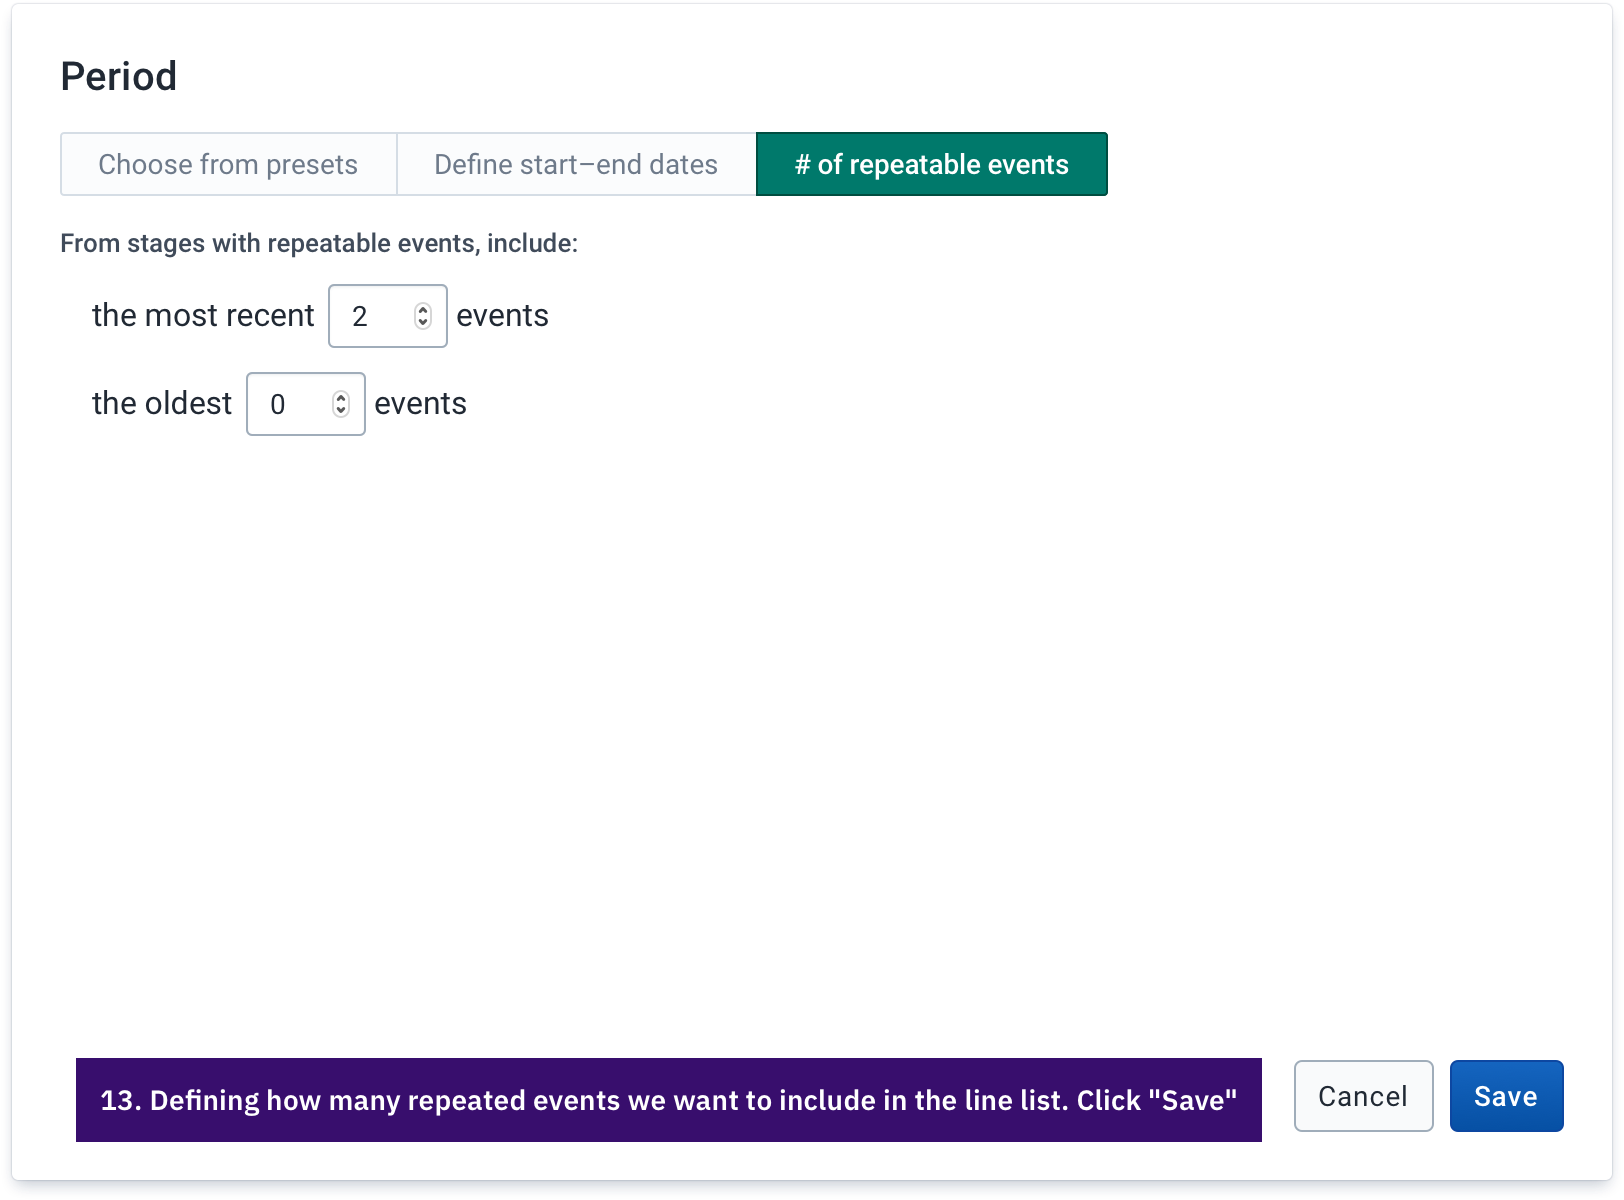 Period
Choose from presets Define start–end dates # of repeatable events
From stages with repeatable events, include:
the most recent 2 events
the oldest 0 events
13. Defining how many repeated events we want to include in the line list. Click "Save" Cancel Save